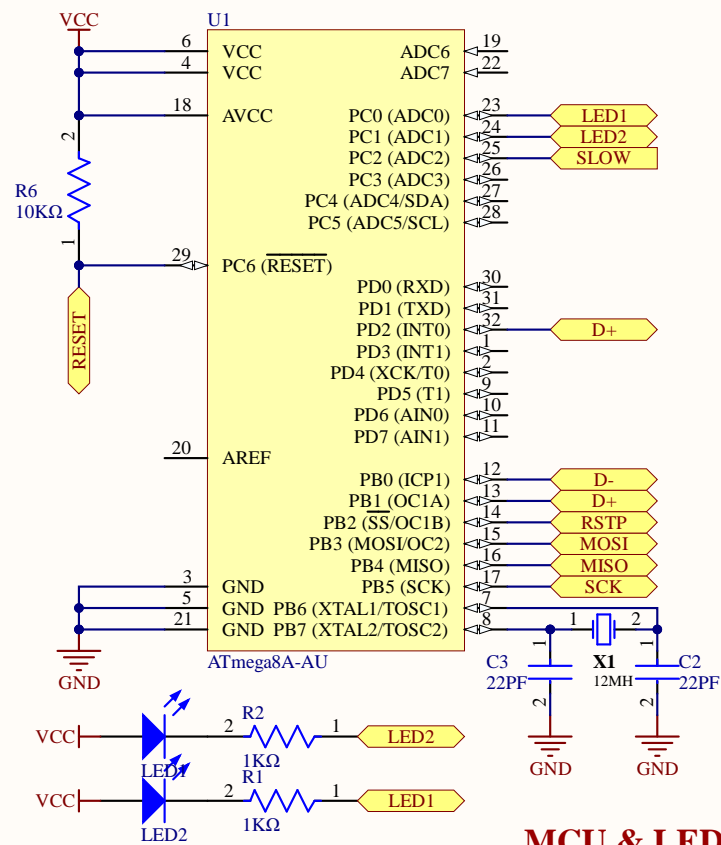 VCC
U1
6 VCC ADC6 19
4 VCC ADC7 22
18 AVCC PC0 (ADC0) 23 LED1
PC1 (ADC1) 24 LED2
2 PC2 (ADC2) 25 SLOW
PC3 (ADC3) 26
R6 PC4 (ADC4/SDA) 27
10KΩ PC5 (ADC5/SCL) 28
1
29 PC6 (RESET)
PD0 (RXD) 30
PD1 (TXD) 31
RESET PD2 (INT0) 32 D+
PD3 (INT1) 1
PD4 (XCK/T0) 2
PD5 (T1) 9
PD6 (AIN0) 10
PD7 (AIN1) 11
20 AREF
PB0 (ICP1) 12 D-
PB1 (OC1A) 13 D+
PB2 (SS/OC1B) 14 RSTP
PB3 (MOSI/OC2) 15 MOSI
PB4 (MISO) 16 MISO
3 GND PB5 (SCK) 17 SCK
5 GND PB6 (XTAL1/TOSC1) 7
21 GND PB7 (XTAL2/TOSC2) 8
1 2
ATmega8A-AU
GND
C3 1 X1 1 C2
22PF 12MH 22PF
2 2
GND GND
VCC 2 R2 1 LED2
LED1 1KΩ
VCC 2 R1 1 LED1
LED2 1KΩ
MCU & LED